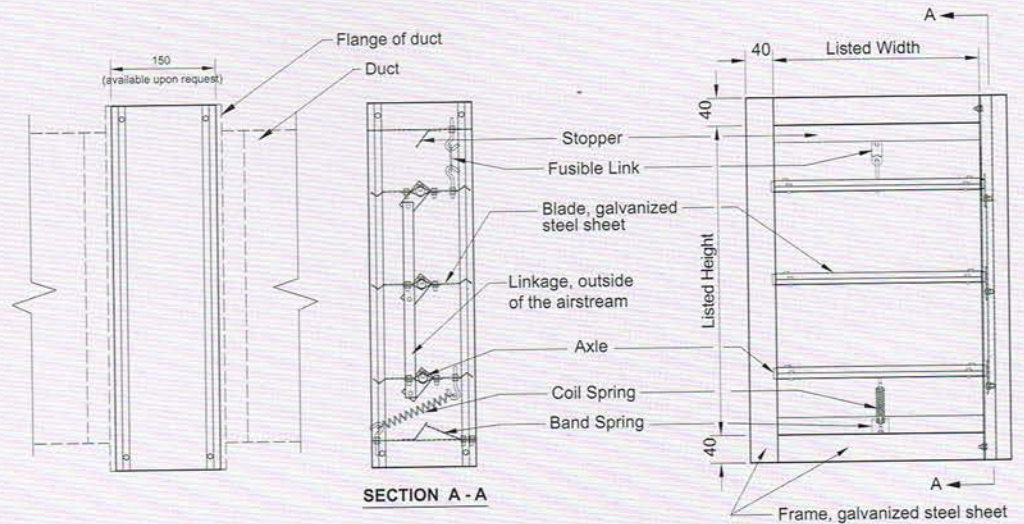 Flange of duct
150
(available upon request)
Duct
A
40
Listed Width
40
Stopper
Fusible Link
Blade, galvanized
steel sheet
Listed Height
Linkage, outside
of the airstream
Axle
Coil Spring
Band Spring
40
SECTION A - A
A
Frame, galvanized steel sheet